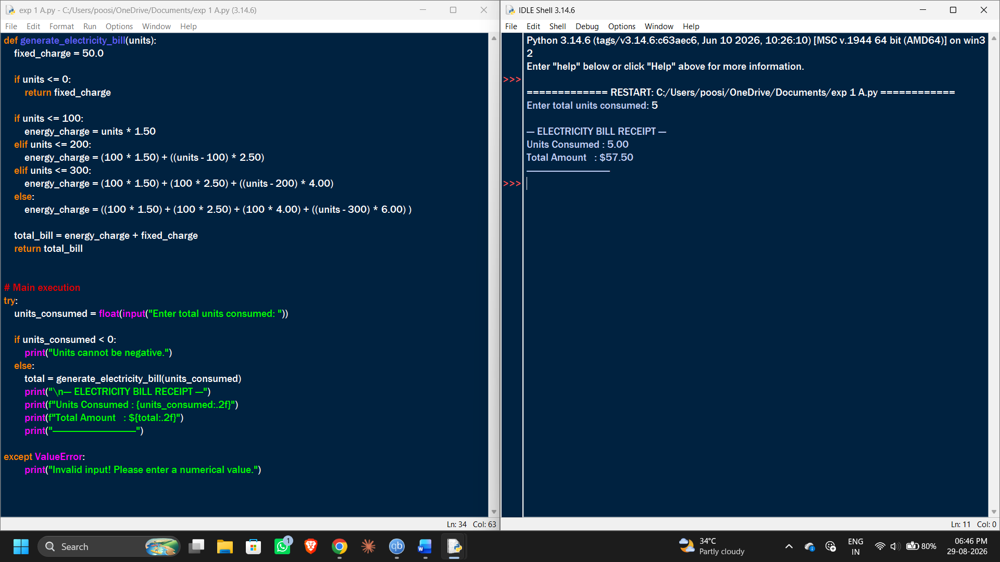 exp 1 A.py - C:/Users/poosi/OneDrive/Documents/exp 1 A.py (3.14.6)
File Edit Format Run Options Window Help
def generate_electricity_bill(units):
    fixed_charge = 50.0

    if units <= 0:
        return fixed_charge

    if units <= 100:
        energy_charge = units * 1.50
    elif units <= 200:
        energy_charge = (100 * 1.50) + ((units - 100) * 2.50)
    elif units <= 300:
        energy_charge = (100 * 1.50) + (100 * 2.50) + ((units - 200) * 4.00)
    else:
        energy_charge = ((100 * 1.50) + (100 * 2.50) + (100 * 4.00) + ((units - 300) * 6.00) )

    total_bill = energy_charge + fixed_charge
    return total_bill

# Main execution
try:
    units_consumed = float(input("Enter total units consumed: "))

    if units_consumed < 0:
        print("Units cannot be negative.")
    else:
        total = generate_electricity_bill(units_consumed)
        print("\n— ELECTRICITY BILL RECEIPT —")
        print(f"Units Consumed : {units_consumed:.2f}")
        print(f"Total Amount   : ${total:.2f}")
        print("————————————")

except ValueError:
        print("Invalid input! Please enter a numerical value.")
Ln: 34 Col: 63
IDLE Shell 3.14.6
File Edit Shell Debug Options Window Help
Python 3.14.6 (tags/v3.14.6:c63aec6, Jun 10 2026, 10:26:10) [MSC v.1944 64 bit (AMD64)] on win3
2
Enter "help" below or click "Help" above for more information.
>>>
============= RESTART: C:/Users/poosi/OneDrive/Documents/exp 1 A.py ============
Enter total units consumed: 5

— ELECTRICITY BILL RECEIPT —
Units Consumed : 5.00
Total Amount   : $57.50
————————————
>>>
Ln: 11 Col: 0
Search
1
qb
W
34°C
Partly cloudy
ENG
IN
80%
06:46 PM
29-08-2026